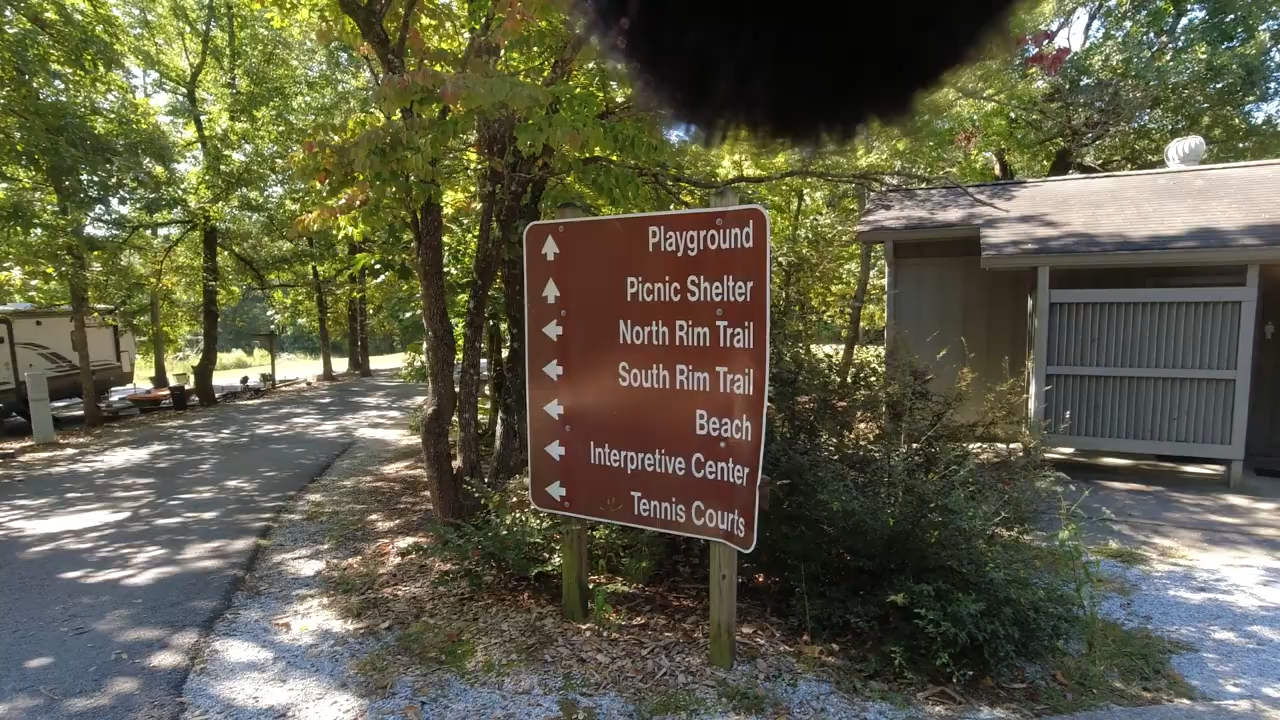 Playground
Picnic Shelter
North Rim Trail
South Rim Trail
Beach
Interpretive Center
Tennis Courts